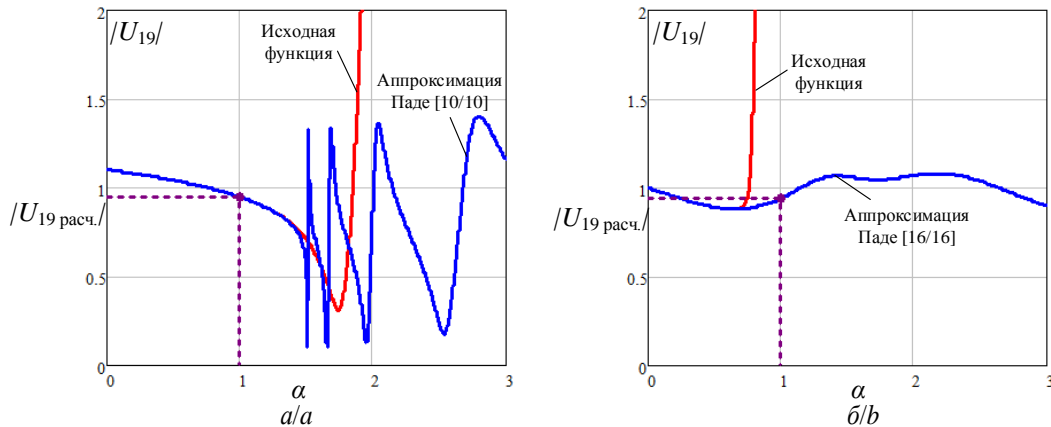 2
/U19/
Исходная
функция
Аппроксимация
Паде [10/10]
1.5
1
/U19 расч./
0.5
0
0
1
2
3
α
а/a
2
/U19/
Исходная
функция
1.5
1
/U19 расч./
Аппроксимация
Паде [16/16]
0.5
0
0
1
2
3
α
б/b